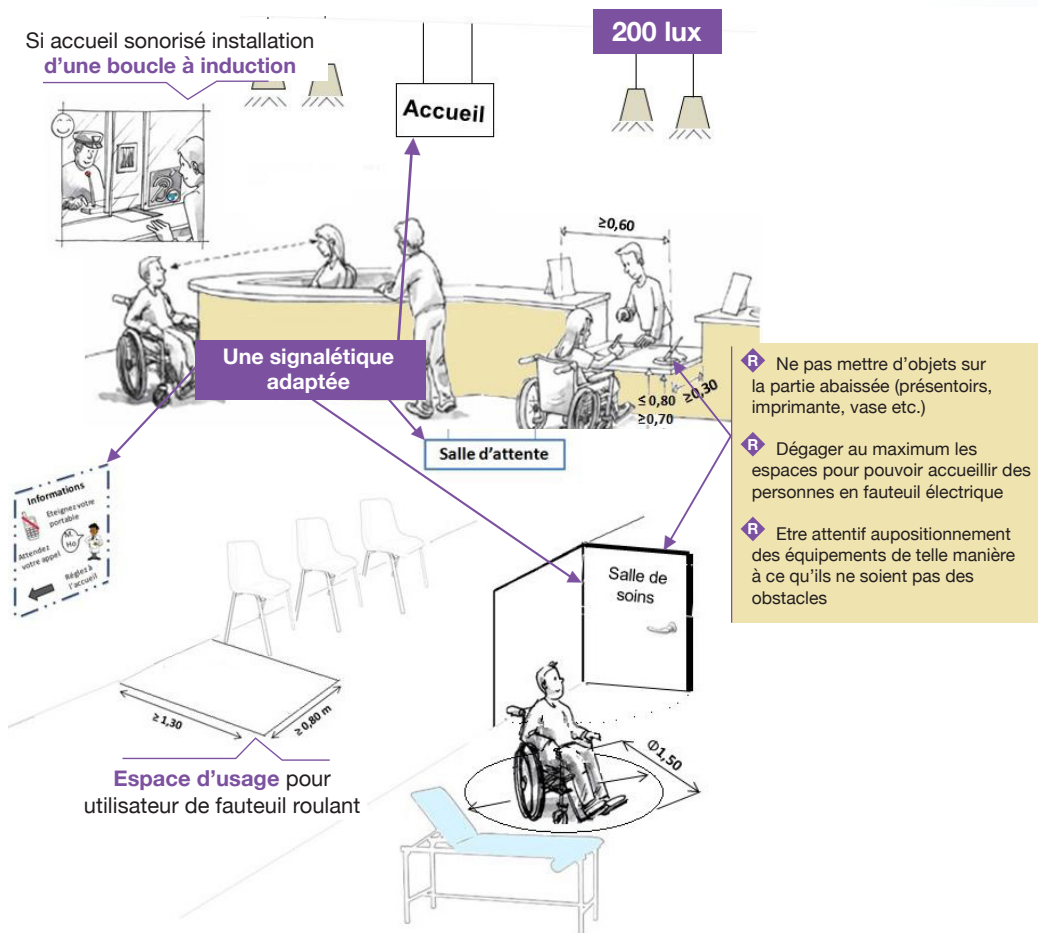 Si accueil sonorisé installation
d'une boucle à induction
200 lux
Accueil
≥0,60
Une signalétique
adaptée
≤0,80
≥0,70
≥0,30
R Ne pas mettre d'objets sur
la partie abaissée (présentoirs,
imprimante, vase etc.)
R Dégager au maximum les
espaces pour pouvoir accueillir des
personnes en fauteuil électrique
R Etre attentif aupositionnement
des équipements de telle manière
à ce qu'ils ne soient pas des
obstacles
Salle d'attente
Informations
Eteignez votre
portable
M.
Ho
Attendez
votre appel
Réglez à
l'accueil
Salle de
soins
≥1,30
≥0,80 m
Espace d'usage pour
utilisateur de fauteuil roulant
Φ1,50